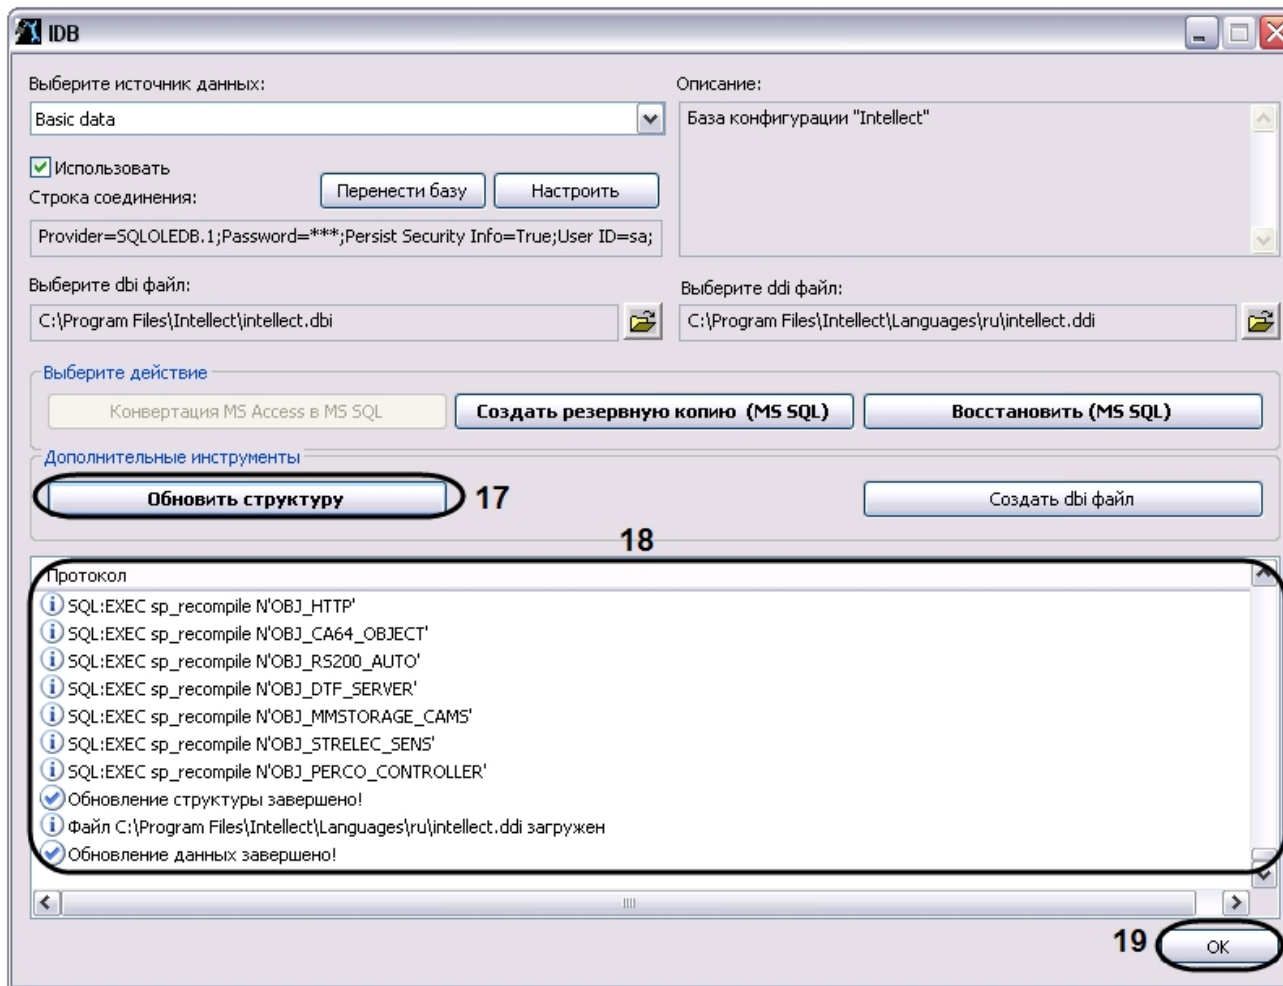 IDB
Выберите источник данных:
Описание:
Basic data
База конфигурации "Intellect"
Использовать
Строка соединения:
Перенести базу
Настроить
Provider=SQLOLEDB.1;Password=***;Persist Security Info=True;User ID=sa;
Выберите dbi файл:
Выберите ddi файл:
C:\Program Files\Intellect\intellect.dbi
C:\Program Files\Intellect\Languages\ru\intellect.ddi
Выберите действие
Конвертация MS Access в MS SQL
Создать резервную копию (MS SQL)
Восстановить (MS SQL)
Дополнительные инструменты
Обновить структуру
17
Создать dbi файл
18
Протокол
SQL:EXEC sp_recompile N'OBJ_HTTP'
SQL:EXEC sp_recompile N'OBJ_CA64_OBJECT'
SQL:EXEC sp_recompile N'OBJ_RS200_AUTO'
SQL:EXEC sp_recompile N'OBJ_DTF_SERVER'
SQL:EXEC sp_recompile N'OBJ_MMSTORAGE_CAMS'
SQL:EXEC sp_recompile N'OBJ_STRELEC_SENS'
SQL:EXEC sp_recompile N'OBJ_PERCO_CONTROLLER'
Обновление структуры завершено!
Файл C:\Program Files\Intellect\Languages\ru\intellect.ddi загружен
Обновление данных завершено!
19
OK